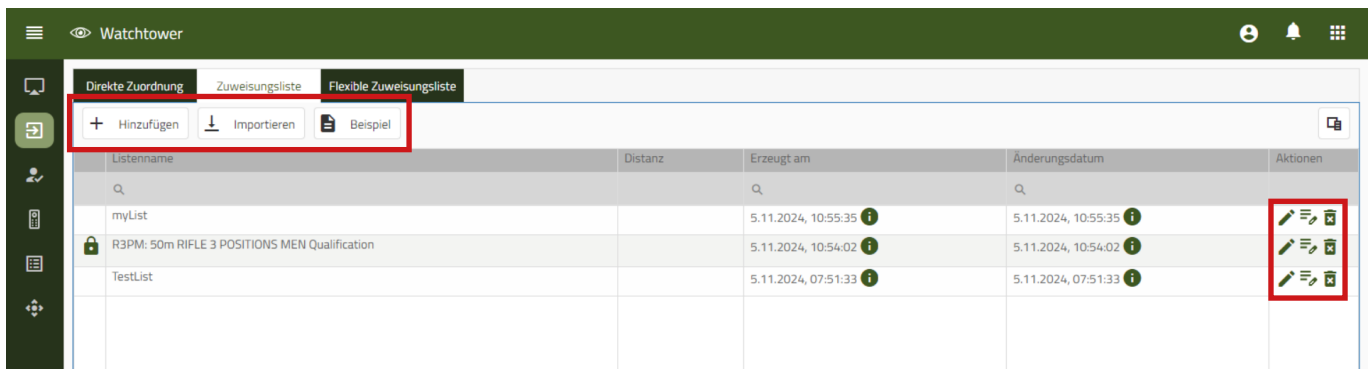 Watchtower
Direkte Zuordnung Zuweisungsliste Flexible Zuweisungsliste
Hinzufügen Importieren Beispiel
Listenname Distanz Erzeugt am Änderungsdatum Aktionen
myList 5.11.2024, 10:55:35 5.11.2024, 10:55:35
R3PM: 50m RIFLE 3 POSITIONS MEN Qualification 5.11.2024, 10:54:02 5.11.2024, 10:54:02
TestList 5.11.2024, 07:51:33 5.11.2024, 07:51:33